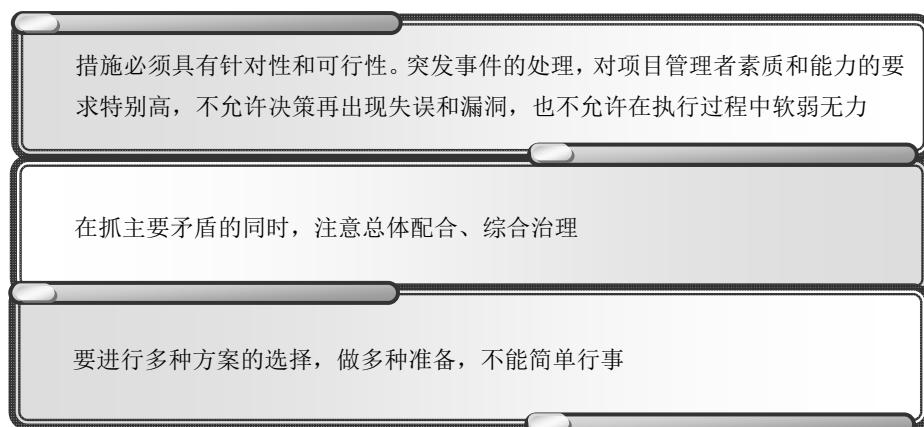 措施必须具有针对性和可行性。突发事件的处理，对项目管理者素质和能力的要
求特别高，不允许决策再出现失误和漏洞，也不允许在执行过程中软弱无力
在抓主要矛盾的同时，注意总体配合、综合治理
要进行多种方案的选择，做多种准备，不能简单行事